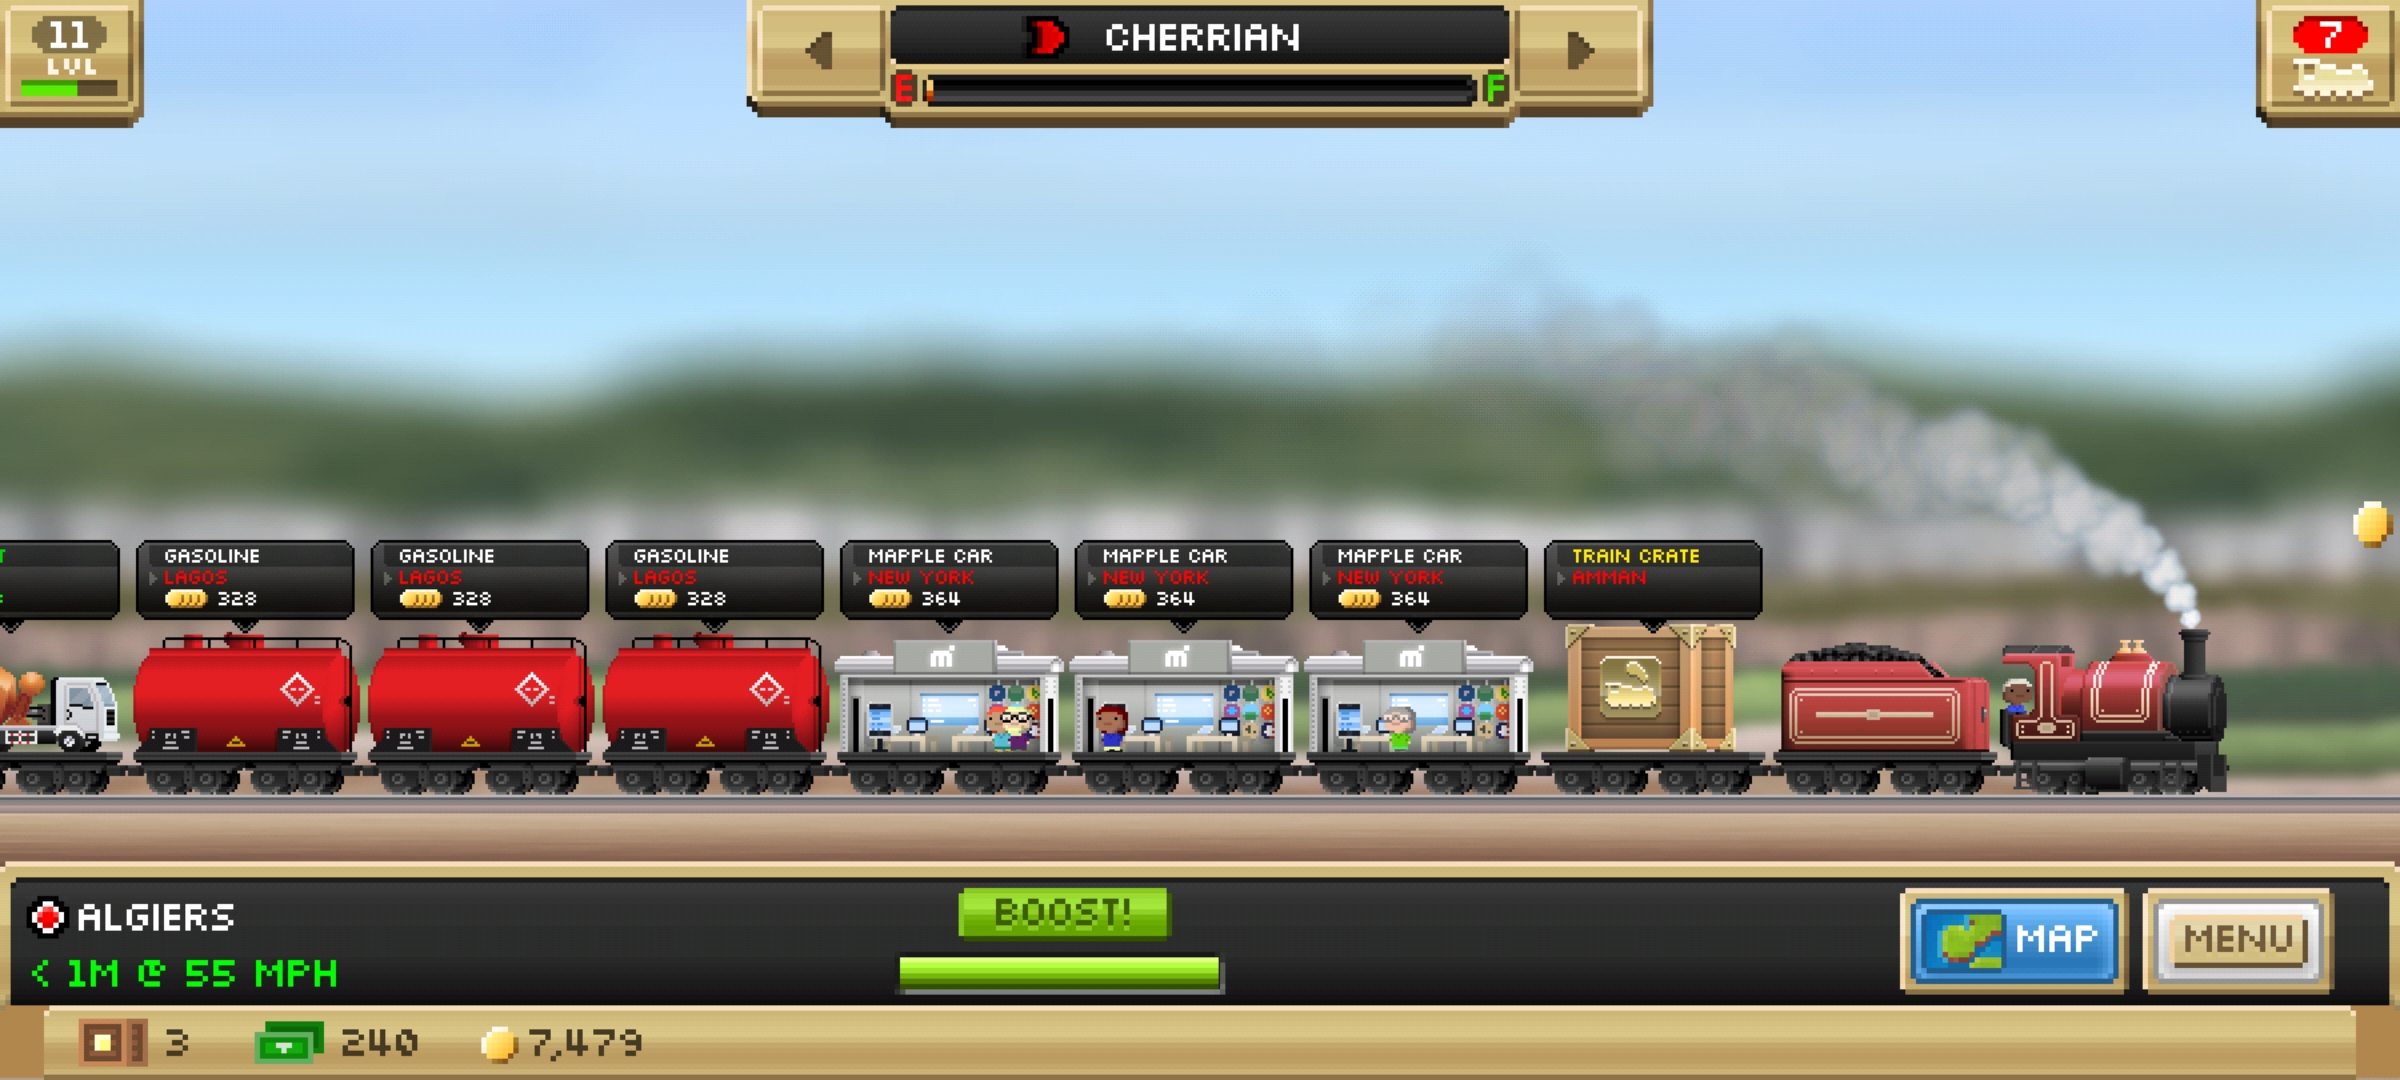 11
LVL
CHERRIAN
E F
7
GASOLINE
LAGOS
328
GASOLINE
LAGOS
328
GASOLINE
LAGOS
328
MAPPLE CAR
NEW YORK
364
MAPPLE CAR
NEW YORK
364
MAPPLE CAR
NEW YORK
364
TRAIN CRATE
AMMAN
m
m
m
ALGIERS
< 1M @ 55 MPH
BOOST!
MAP
MENU
3
240
7,479